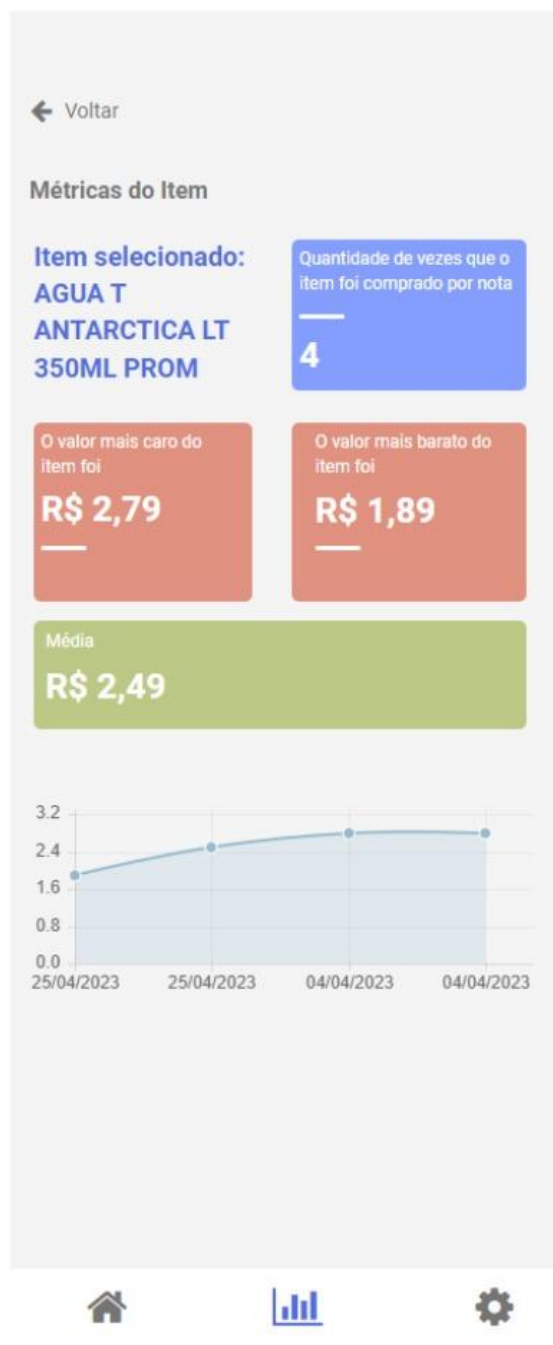 Voltar
Métricas do Item
Item selecionado:
AGUA T
ANTARCTICA LT
350ML PROM
Quantidade de vezes que o
item foi comprado por nota
4
O valor mais caro do
item foi
R$ 2,79
O valor mais barato do
item foi
R$ 1,89
Média
R$ 2,49
3.2
2.4
1.6
0.8
0.0
25/04/2023 25/04/2023 04/04/2023 04/04/2023